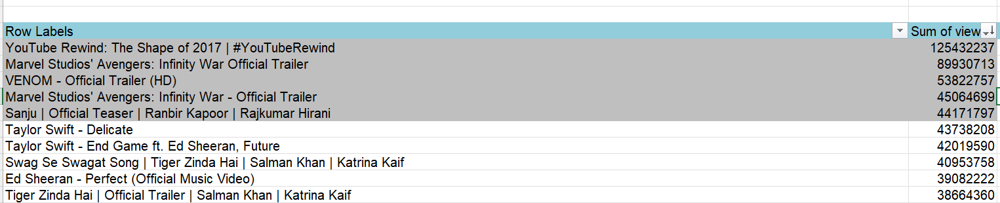 Row Labels Sum of view
YouTube Rewind: The Shape of 2017 | #YouTubeRewind 125432237
Marvel Studios' Avengers: Infinity War Official Trailer 89930713
VENOM - Official Trailer (HD) 53822757
Marvel Studios' Avengers: Infinity War - Official Trailer 45064699
Sanju | Official Teaser | Ranbir Kapoor | Rajkumar Hirani 44171797
Taylor Swift - Delicate 43738208
Taylor Swift - End Game ft. Ed Sheeran, Future 42019590
Swag Se Swagat Song | Tiger Zinda Hai | Salman Khan | Katrina Kaif 40953758
Ed Sheeran - Perfect (Official Music Video) 39082222
Tiger Zinda Hai | Official Trailer | Salman Khan | Katrina Kaif 38664360